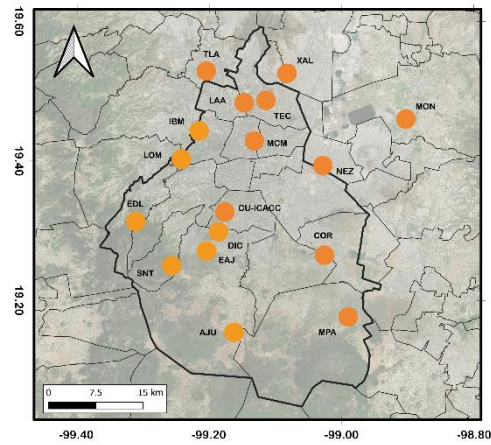 19.60
TLA
XAL
LAA
TEC
MON
IBM
MCM
LOM
19.40
NEZ
EDL
CU-ICACC
DIC
COR
EAJ
SNT
19.20
AJU
MPA
0 7.5 15 km
-99.40 -99.20 -99.00 -98.80